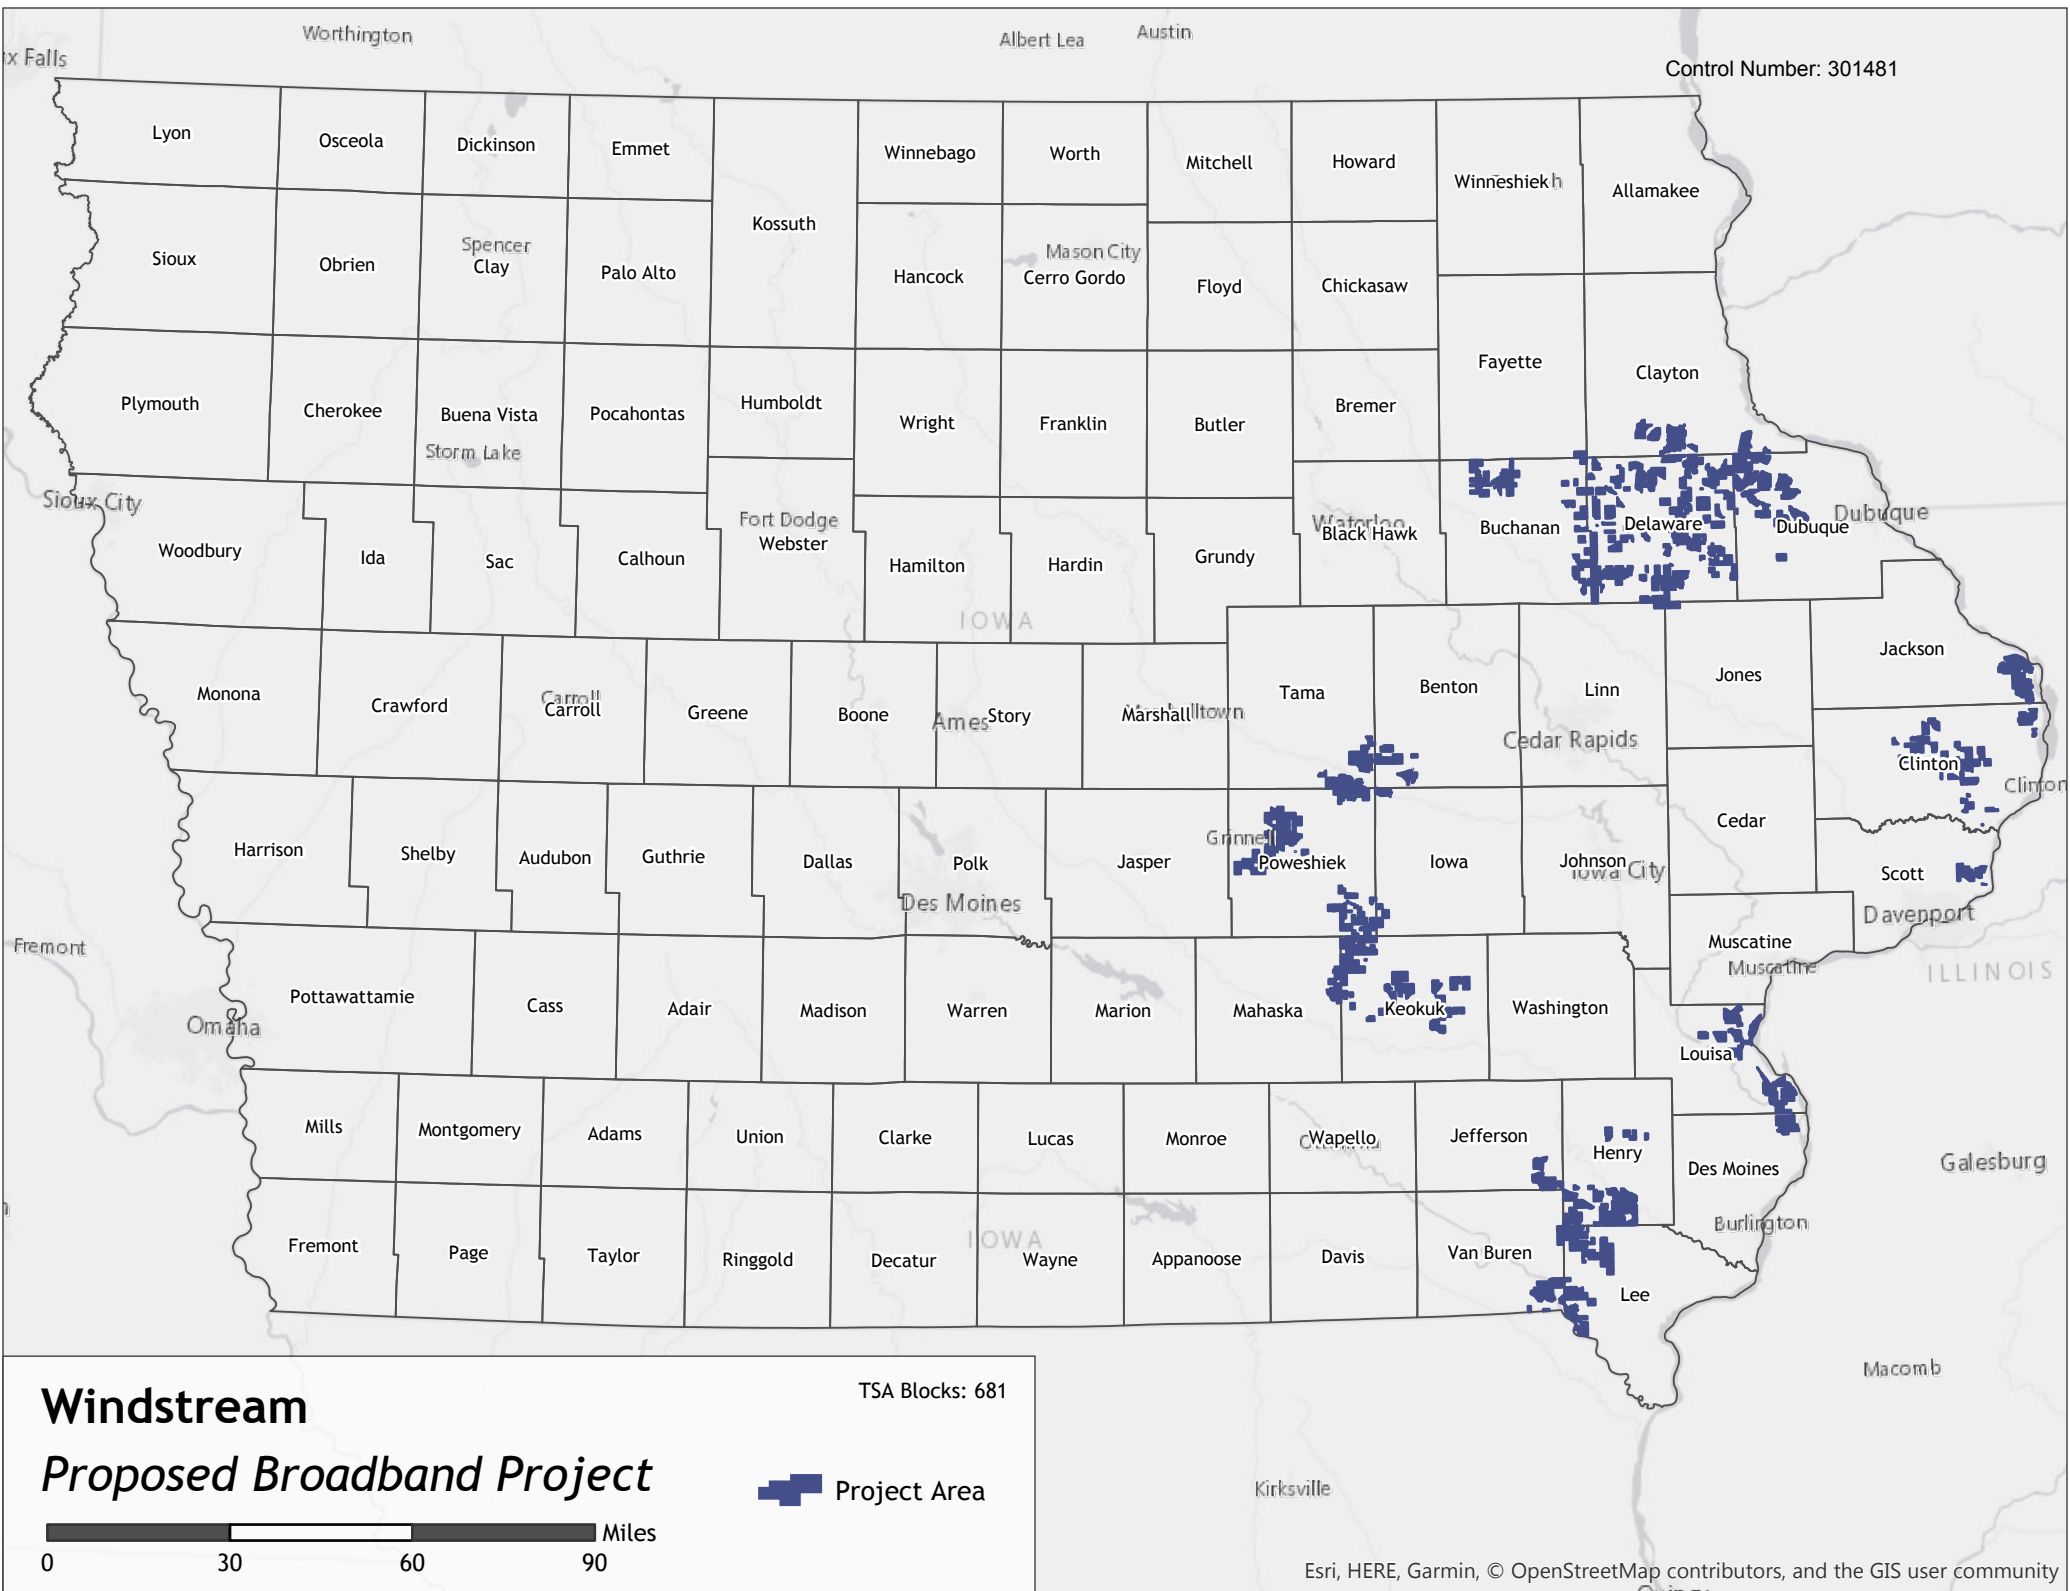 Worthington
Albert Lea
Austin
ix Falls
Control Number: 301481
Lyon
Osceola
Dickinson
Emmet
Winnebago
Worth
Mitchell
Howard
Winneshiek
Allamakee
Kossuth
Sioux
Obrien
Spencer
Clay
Palo Alto
Hancock
Mason City
Cerro Gordo
Floyd
Chickasaw
Fayette
Clayton
Plymouth
Cherokee
Buena Vista
Storm Lake
Pocahontas
Humboldt
Wright
Franklin
Butler
Bremer
Sioux City
Woodbury
Ida
Sac
Calhoun
Fort Dodge
Webster
Hamilton
Hardin
Grundy
Waterloo
Black Hawk
Buchanan
Delaware
Dubuque
Dubuque
IOWA
Monona
Crawford
Carroll
Carroll
Greene
Boone
Ames
Story
Marshall
Marshalltown
Tama
Benton
Linn
Cedar Rapids
Jones
Jackson
Clinton
Clinton
Harrison
Shelby
Audubon
Guthrie
Dallas
Polk
Des Moines
Jasper
Grinnell
Poweshiek
Iowa
Johnson
Iowa City
Cedar
Scott
Davenport
Fremont
Muscatine
Muscatine
ILLINOIS
Pottawattamie
Omaha
Cass
Adair
Madison
Warren
Marion
Mahaska
Keokuk
Washington
Louisa
Mills
Montgomery
Adams
Union
Clarke
Lucas
Monroe
Wapello
Jefferson
Henry
Des Moines
Galesburg
Burlington
Fremont
Page
Taylor
Ringgold
Decatur
IOWA
Wayne
Appanoose
Davis
Van Buren
Lee
Macomb
Kirksville
Windstream
TSA Blocks: 681
Proposed Broadband Project
Project Area
Miles
0 30 60 90
Esri, HERE, Garmin, © OpenStreetMap contributors, and the GIS user community